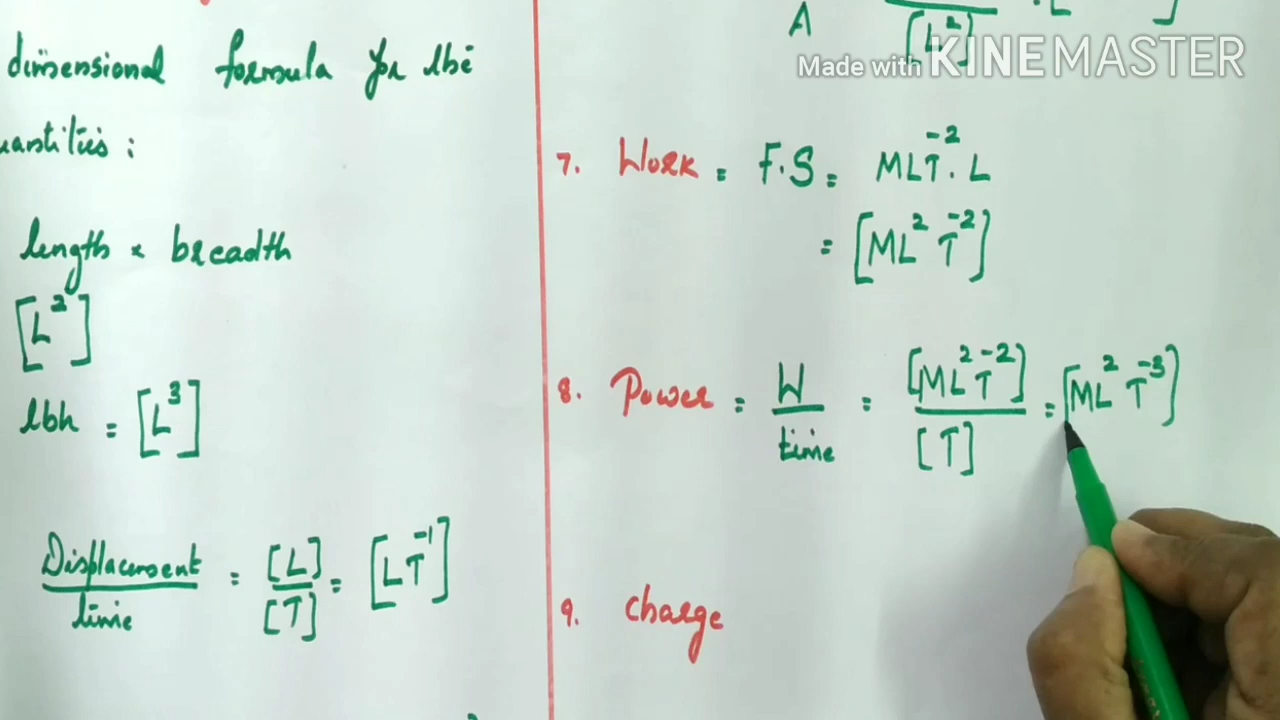 dimensional formula for the
quantities :
length × breadth
[L²]
lbh = [L³]
Displacement/time = [L]/[T] = [LT⁻¹]
A [L²]
Made with KINEMASTER
7. Work = F.S = MLT⁻².L
= [ML²T⁻²]
8. Power = W/time = [ML²T⁻²]/[T] = [ML²T⁻³]
9. Charge